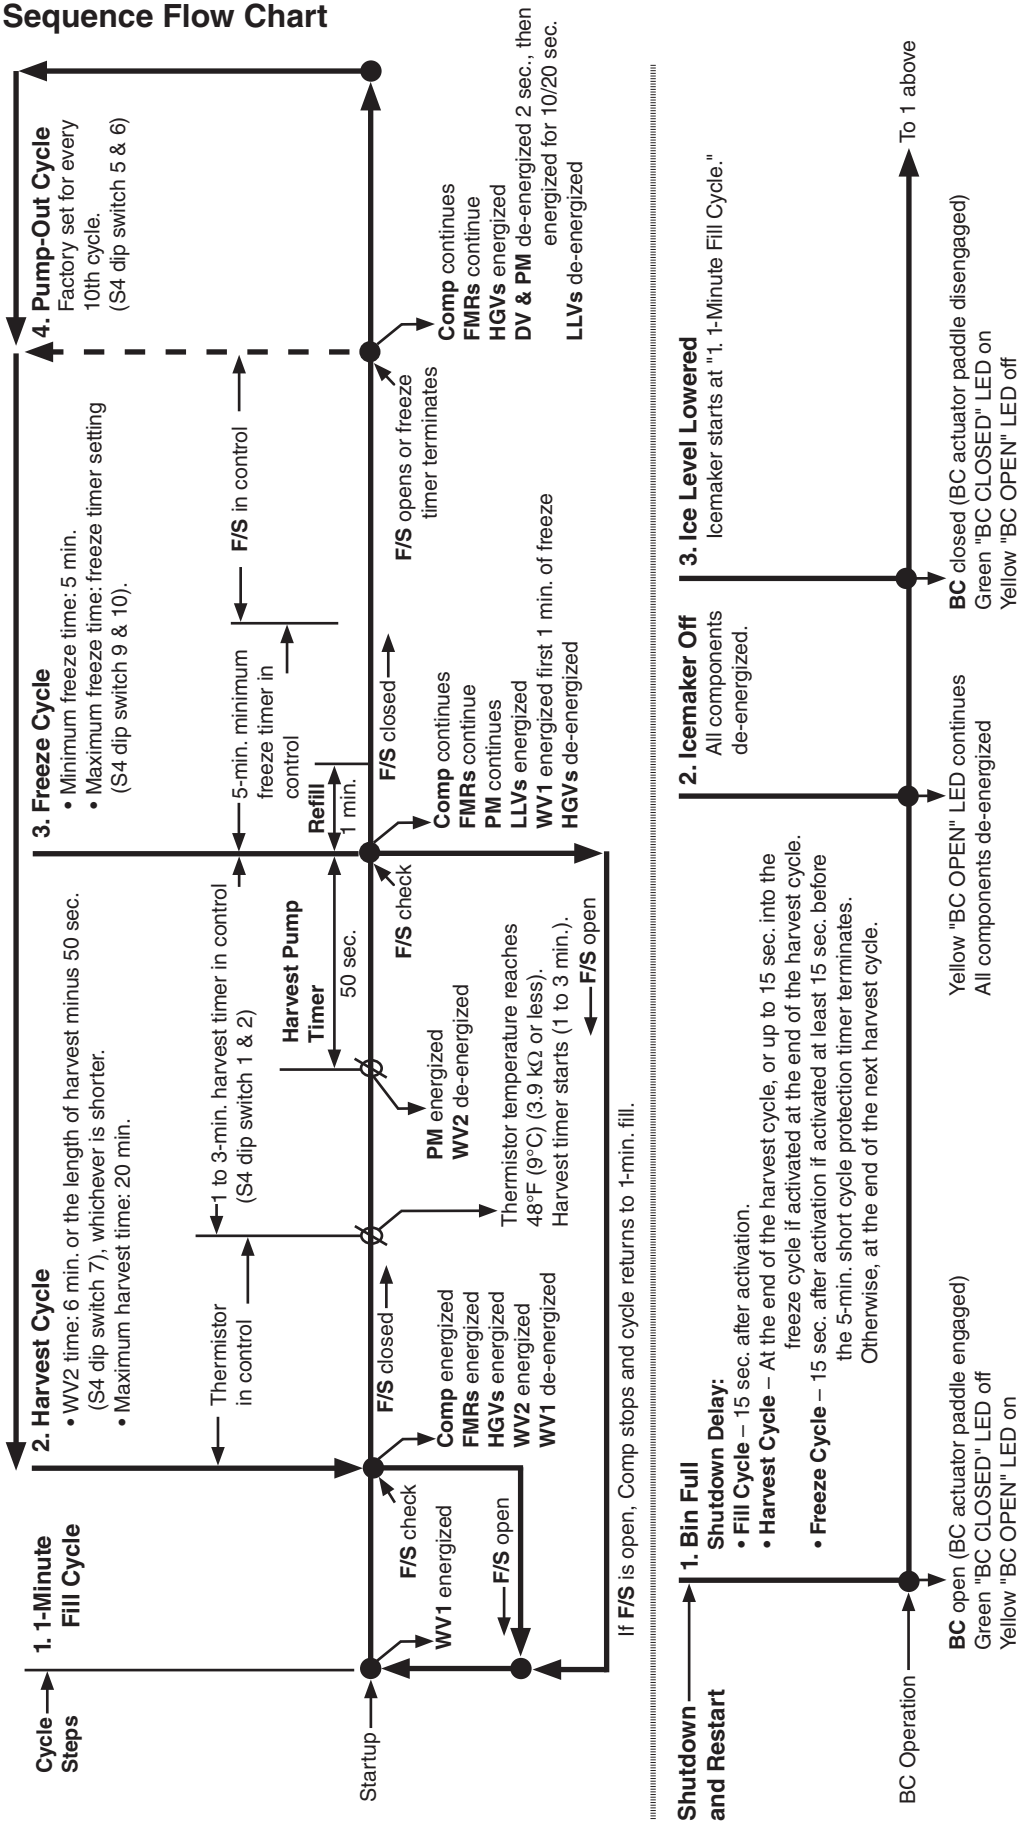 Sequence Flow Chart
Cycle
Steps
1. 1-Minute
Fill Cycle
2. Harvest Cycle
• WV2 time: 6 min. or the length of harvest minus 50 sec.
(S4 dip switch 7), whichever is shorter.
• Maximum harvest time: 20 min.
3. Freeze Cycle
• Minimum freeze time: 5 min.
• Maximum freeze time: freeze timer setting
(S4 dip switch 9 & 10).
4. Pump-Out Cycle
Factory set for every
10th cycle.
(S4 dip switch 5 & 6)
Thermistor
in control
1 to 3-min. harvest timer in control
(S4 dip switch 1 & 2)
5-min. minimum
freeze timer in
control
F/S in control
Harvest Pump
Timer
50 sec.
Refill
1 min.
Startup
F/S closed
F/S closed
F/S check
F/S check
F/S opens or freeze
timer terminates
WV1 energized
Comp energized
FMRs energized
HGVs energized
WV2 energized
WV1 de-energized
PM energized
WV2 de-energized
Comp continues
FMRs continue
PM continues
LLVs energized
WV1 energized first 1 min. of freeze
HGVs de-energized
Comp continues
FMRs continue
HGVs energized
DV & PM de-energized 2 sec., then
energized for 10/20 sec.
LLVs de-energized
F/S open
Thermistor temperature reaches
48°F (9°C) (3.9 kΩ or less).
Harvest timer starts (1 to 3 min.).
F/S open
If F/S is open, Comp stops and cycle returns to 1-min. fill.
Shutdown
and Restart
1. Bin Full
Shutdown Delay:
• Fill Cycle – 15 sec. after activation.
• Harvest Cycle – At the end of the harvest cycle, or up to 15 sec. into the
freeze cycle if activated at the end of the harvest cycle.
• Freeze Cycle – 15 sec. after activation if activated at least 15 sec. before
the 5-min. short cycle protection timer terminates.
Otherwise, at the end of the next harvest cycle.
2. Icemaker Off
All components
de-energized.
3. Ice Level Lowered
Icemaker starts at "1. 1-Minute Fill Cycle."
BC Operation
To 1 above
BC open (BC actuator paddle engaged)
Green "BC CLOSED" LED off
Yellow "BC OPEN" LED on
Yellow "BC OPEN" LED continues
All components de-energized
BC closed (BC actuator paddle disengaged)
Green "BC CLOSED" LED on
Yellow "BC OPEN" LED off